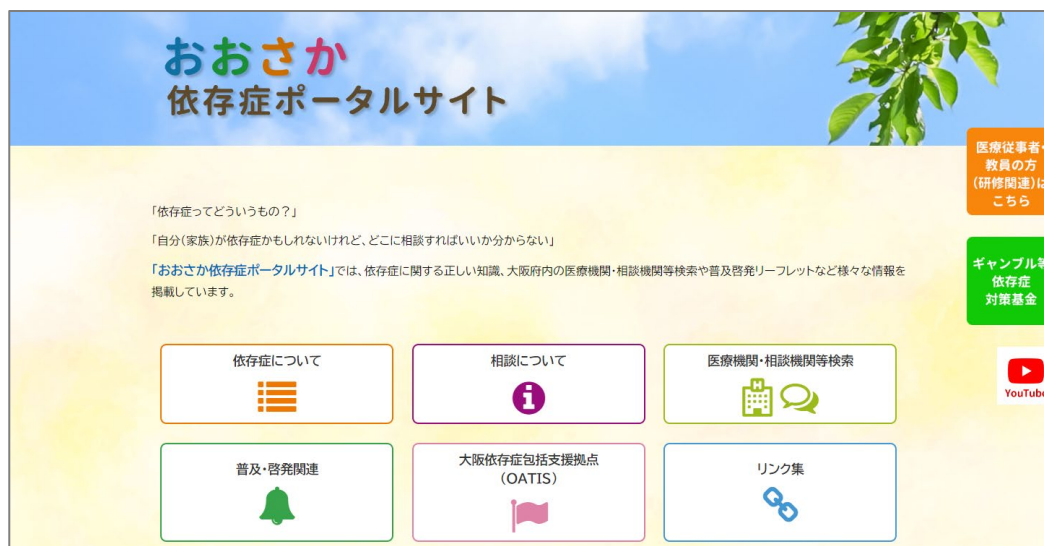 おおさか
依存症ポータルサイト
医療従事者・
教員の方
(研修関連)は
こちら
「依存症ってどういうもの？」
「自分(家族)が依存症かもしれないけれど、どこに相談すればいいか分からない」
「おおさか依存症ポータルサイト」では、依存症に関する正しい知識、大阪府内の医療機関・相談機関等検索や普及啓発リーフレットなど様々な情報を
掲載しています。
ギャンブル等
依存症
対策基金
依存症について
相談について
医療機関・相談機関等検索
YouTube
普及・啓発関連
大阪依存症包括支援拠点
(OATIS)
リンク集